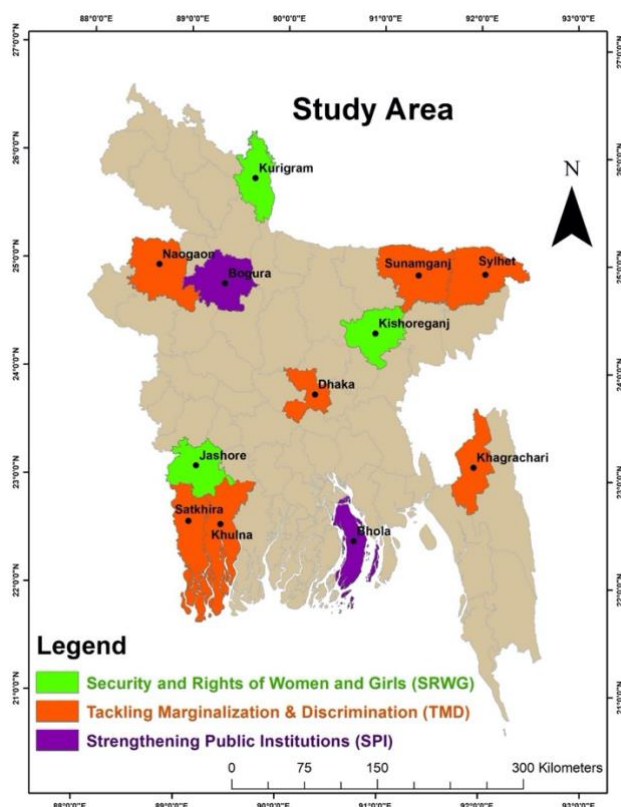 88°0'0"E 89°0'0"E 90°0'0"E 91°0'0"E 92°0'0"E 93°0'0"E
27°0'0"N
26°0'0"N
25°0'0"N
24°0'0"N
23°0'0"N
22°0'0"N
21°0'0"N
Study Area
N
Kurigram
Naogaon
Bogura
Sunamganj
Sylhet
Kishoreganj
Dhaka
Jashore
Khagrachari
Satkhira
Khulna
Bhola
Legend
Security and Rights of Women and Girls (SRWG)
Tackling Marginalization & Discrimination (TMD)
Strengthening Public Institutions (SPI)
0 75 150 300 Kilometers
88°0'0"E 89°0'0"E 90°0'0"E 91°0'0"E 92°0'0"E 93°0'0"E